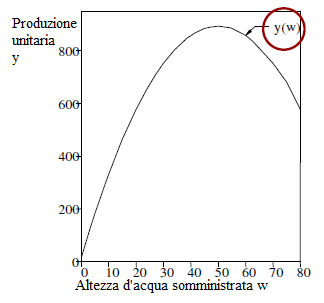 Produzione
unitaria
y
y(w)
800
600
400
200
0
0 10 20 30 40 50 60 70 80
Altezza d'acqua somministrata w